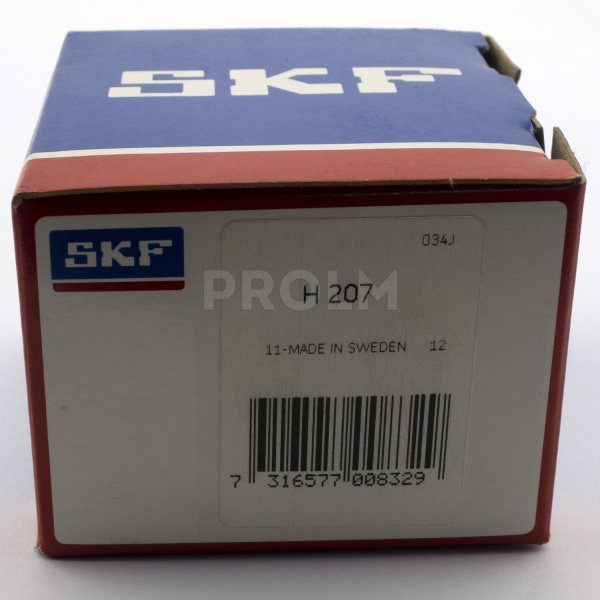 SKF
SKF
034J
H 207
PROLM
11-MADE IN SWEDEN 12
7 316577 008329